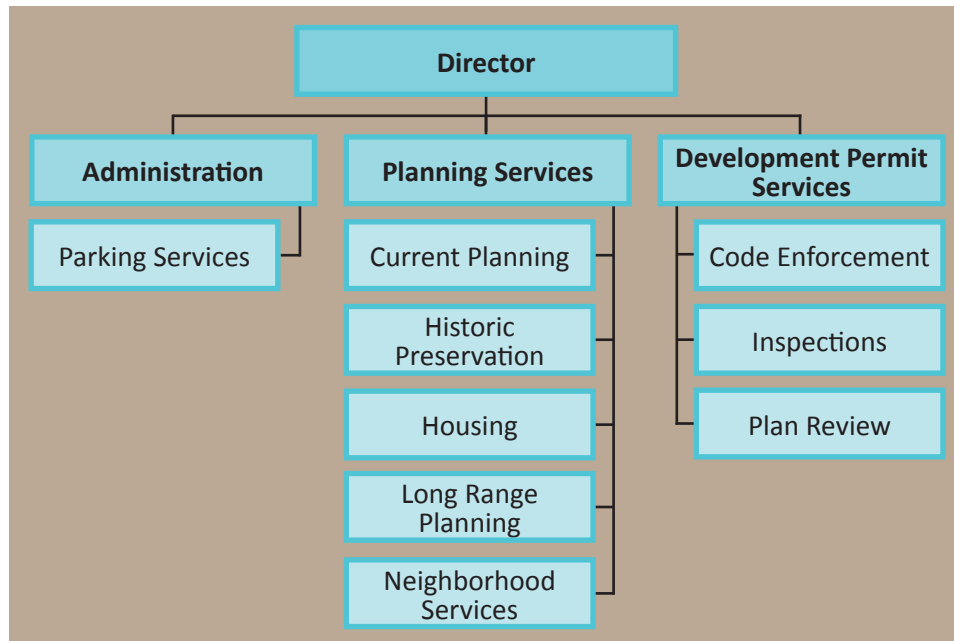 Director
Administration
Parking Services
Planning Services
Current Planning
Historic
Preservation
Housing
Long Range
Planning
Neighborhood
Services
Development Permit
Services
Code Enforcement
Inspections
Plan Review